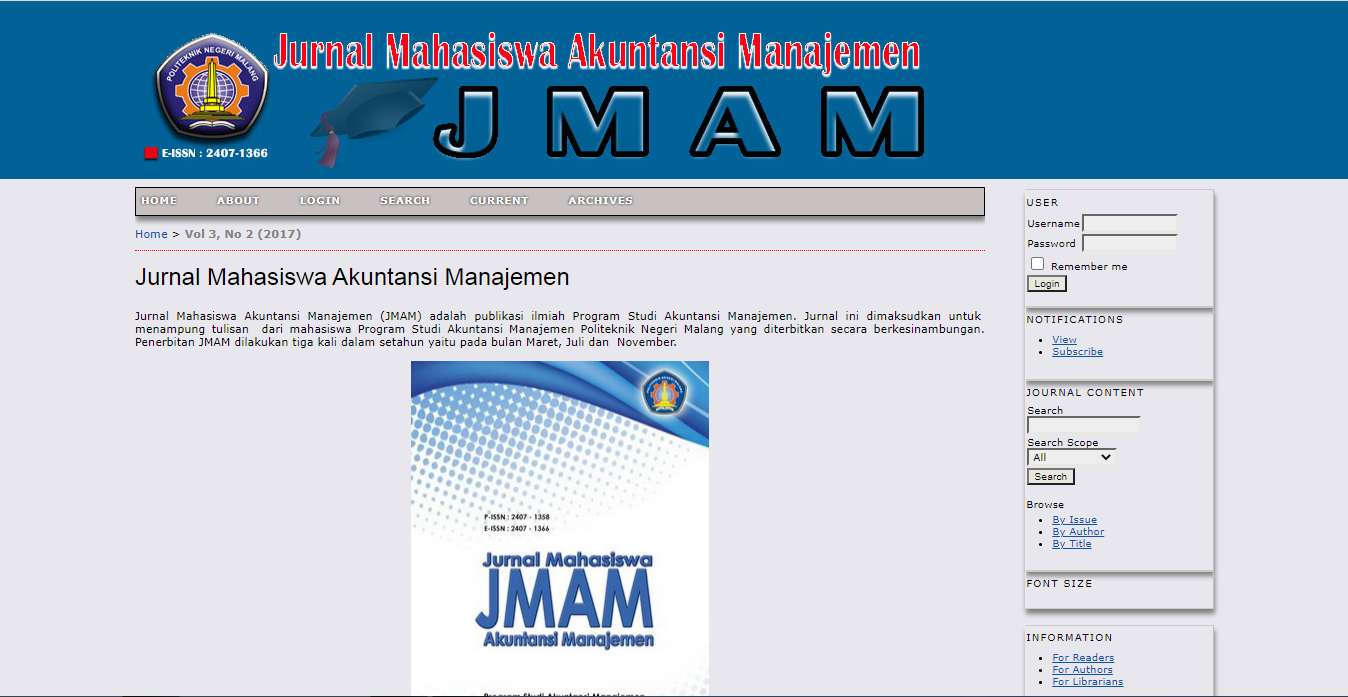 POLITEKNIK NEGERI MALANG
Jurnal Mahasiswa Akuntansi Manajemen
JMAM
E-ISSN : 2407-1366
HOME ABOUT LOGIN SEARCH CURRENT ARCHIVES
Home > Vol 3, No 2 (2017)
Jurnal Mahasiswa Akuntansi Manajemen
Jurnal Mahasiswa Akuntansi Manajemen (JMAM) adalah publikasi ilmiah Program Studi Akuntansi Manajemen. Jurnal ini dimaksudkan untuk
menampung tulisan dari mahasiswa Program Studi Akuntansi Manajemen Politeknik Negeri Malang yang diterbitkan secara berkesinambungan.
Penerbitan JMAM dilakukan tiga kali dalam setahun yaitu pada bulan Maret, Juli dan November.
P-ISSN : 2407 - 1358
E-ISSN : 2407 - 1366
Jurnal Mahasiswa
JMAM
Akuntansi Manajemen
Program Studi Akuntansi Manajemen
USER
Username
Password
Remember me
Login
NOTIFICATIONS
View
Subscribe
JOURNAL CONTENT
Search
Search Scope
All
Search
Browse
By Issue
By Author
By Title
FONT SIZE
INFORMATION
For Readers
For Authors
For Librarians